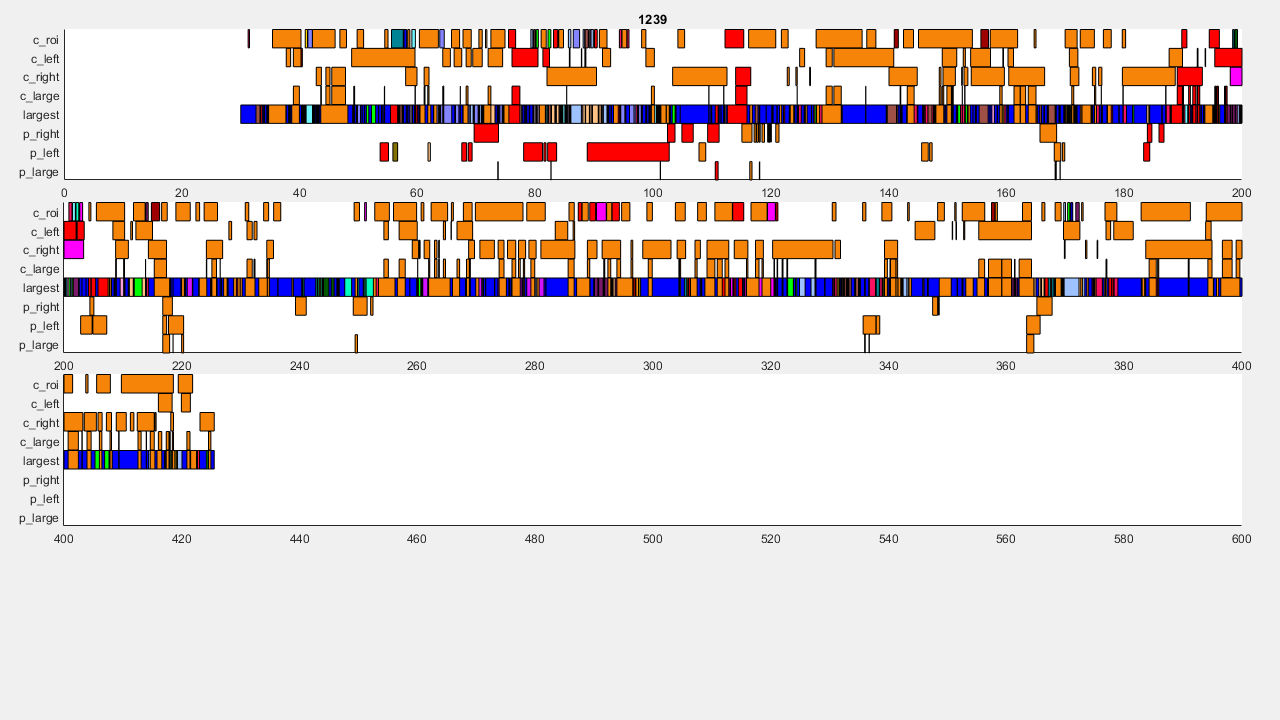 1239
c_roi
c_left
c_right
c_large
largest
p_right
p_left
p_large
0 20 40 60 80 100 120 140 160 180 200
c_roi
c_left
c_right
c_large
largest
p_right
p_left
p_large
200 220 240 260 280 300 320 340 360 380 400
c_roi
c_left
c_right
c_large
largest
p_right
p_left
p_large
400 420 440 460 480 500 520 540 560 580 600